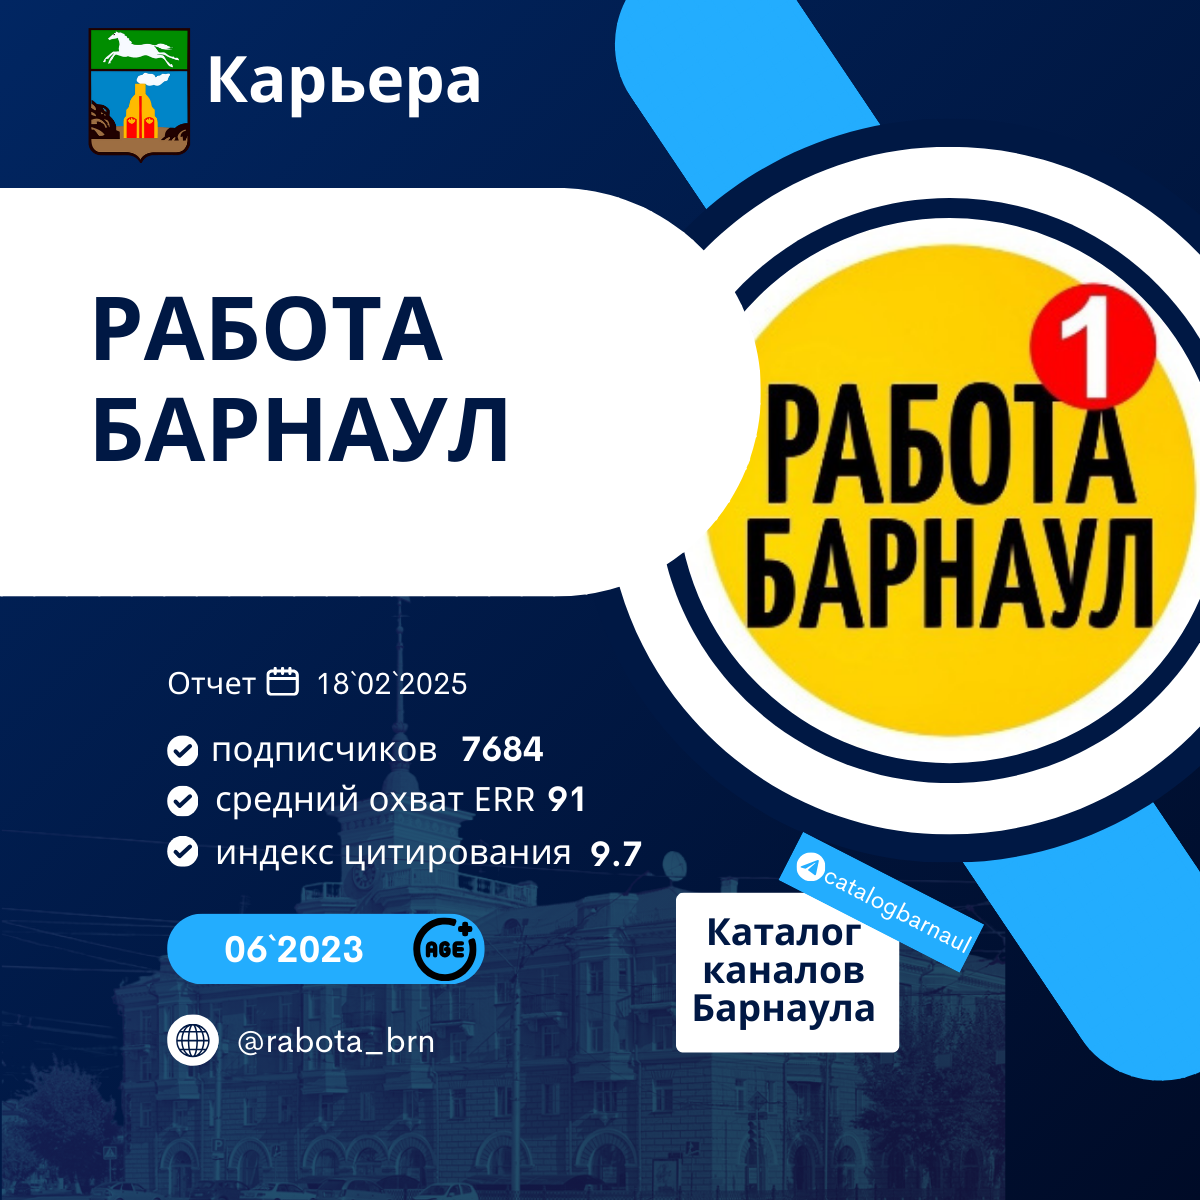 Карьера
РАБОТА
БАРНАУЛ
1
РАБОТА
БАРНАУЛ
Отчет 18`02`2025
подписчиков 7684
средний охват ERR 91
индекс цитирования 9.7
06`2023 AGE+
@rabota_brn
catalogbarnaul
Каталог
каналов
Барнаула